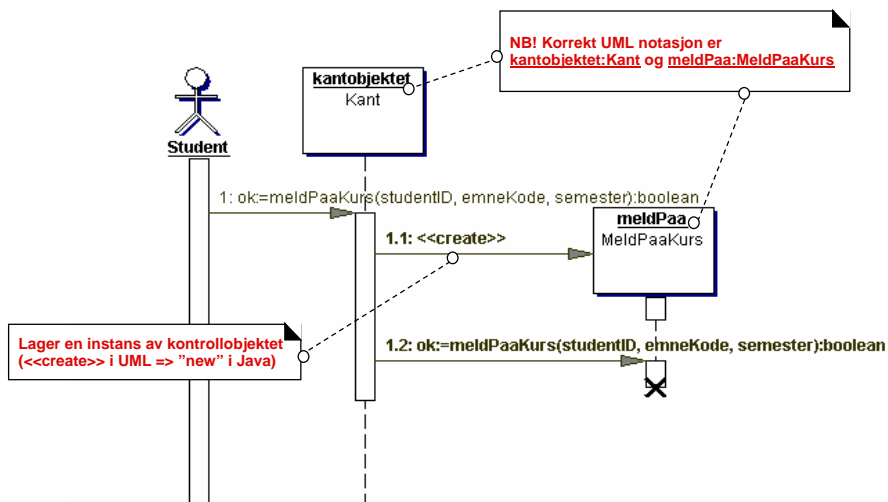 NB! Korrekt UML notasjon er
kantobjektet:Kant og meldPaa:MeldPaaKurs
kantobjektet
Kant
Student
1: ok:=meldPaaKurs(studentID, emneKode, semester):boolean
meldPaa
MeldPaaKurs
1.1: <<create>>
Lager en instans av kontrollobjektet
(<<create>> i UML => ”new” i Java)
1.2: ok:=meldPaaKurs(studentID, emneKode, semester):boolean